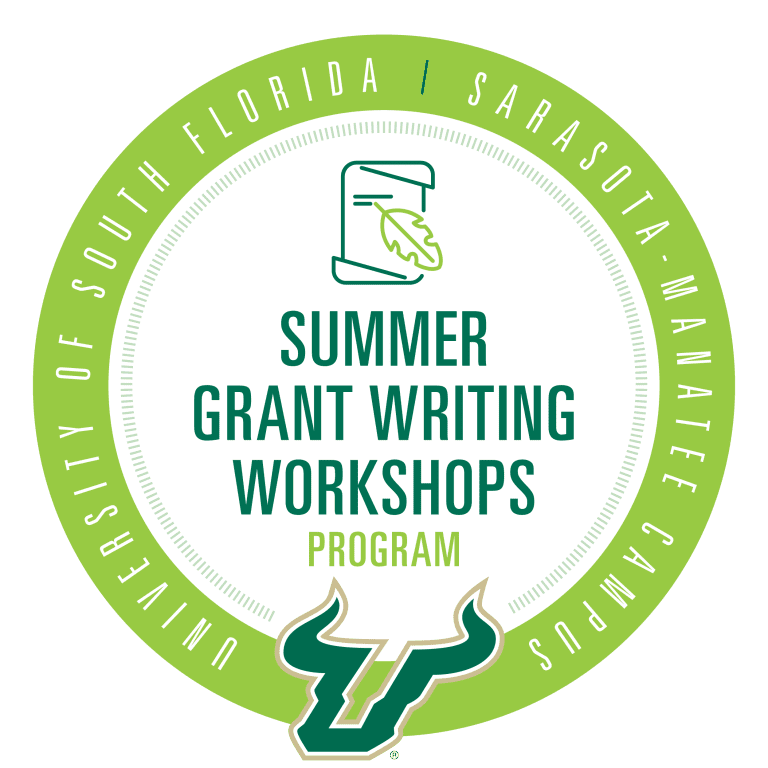 UNIVERSITY OF SOUTH FLORIDA | SARASOTA-MANATEE CAMPUS
SUMMER
GRANT WRITING
WORKSHOPS
PROGRAM
®